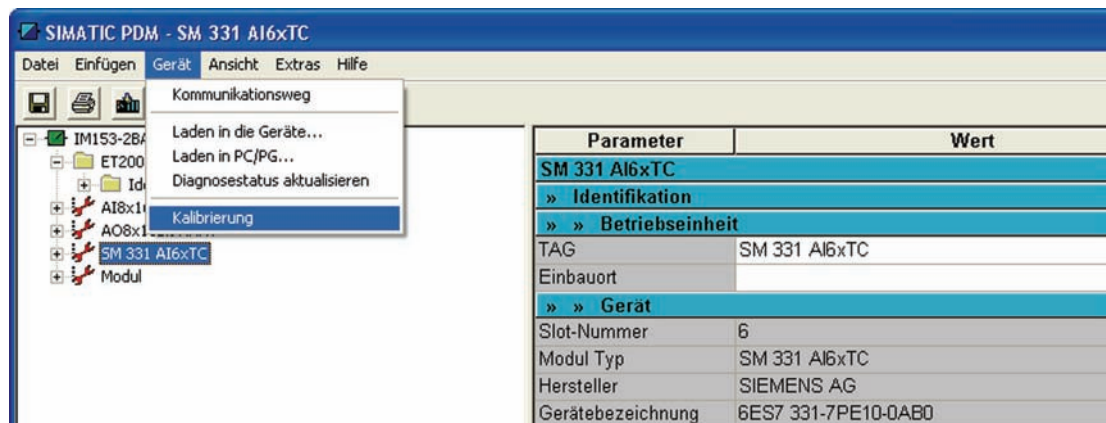 SIMATIC PDM - SM 331 AI6xTC
Datei Einfügen Gerät Ansicht Extras Hilfe
Kommunikationsweg
Laden in die Geräte...
Laden in PC/PG...
Diagnosestatus aktualisieren
Kalibrierung
IM153-2BA
ET200
Ide
AI8x1
AO8x1
SM 331 AI6xTC
Modul
Parameter Wert
SM 331 AI6xTC
» Identifikation
» » Betriebseinheit
TAG SM 331 AI6xTC
Einbauort
» » Gerät
Slot-Nummer 6
Modul Typ SM 331 AI6xTC
Hersteller SIEMENS AG
Gerätebezeichnung 6ES7 331-7PE10-0AB0